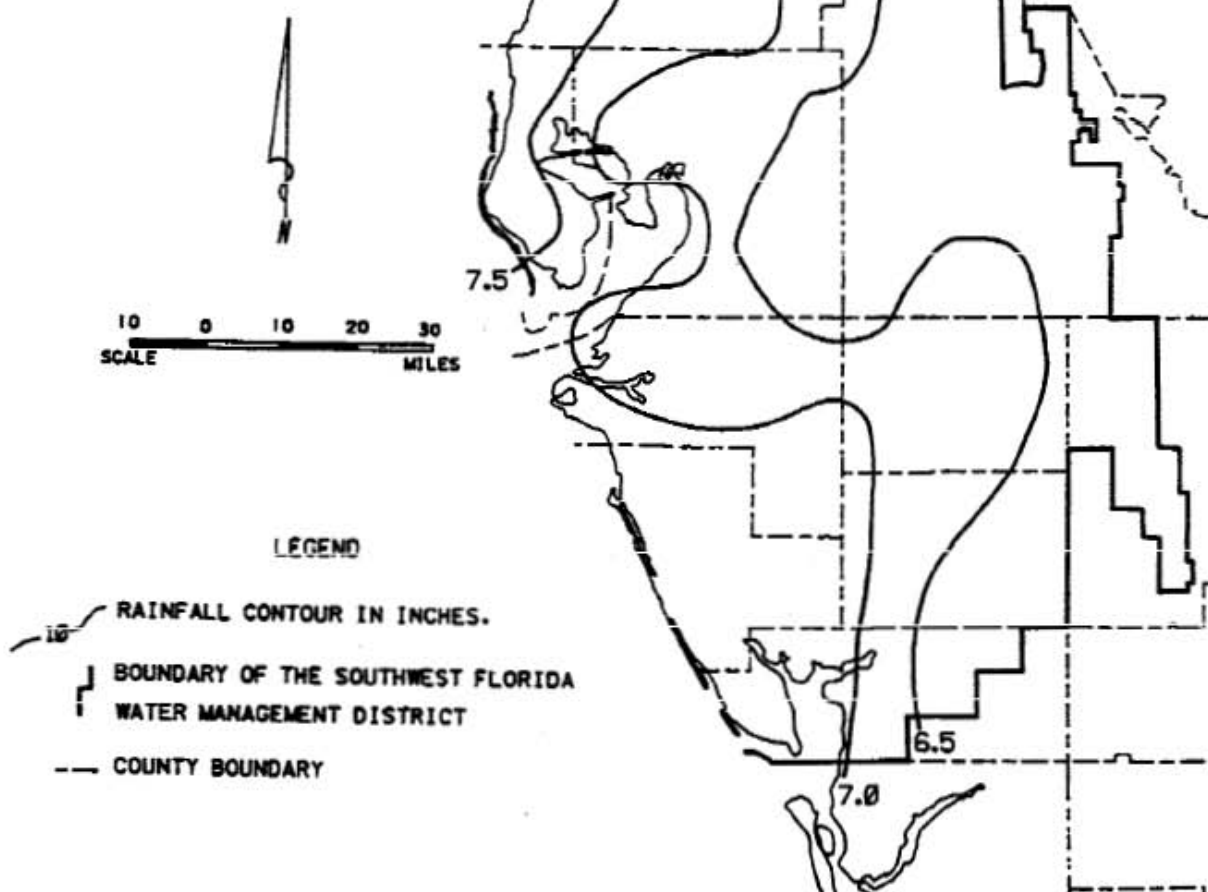 N
7.5
10 0 10 20 30
SCALE MILES
LEGEND
10 RAINFALL CONTOUR IN INCHES.
BOUNDARY OF THE SOUTHWEST FLORIDA
WATER MANAGEMENT DISTRICT
COUNTY BOUNDARY
6.5
7.0